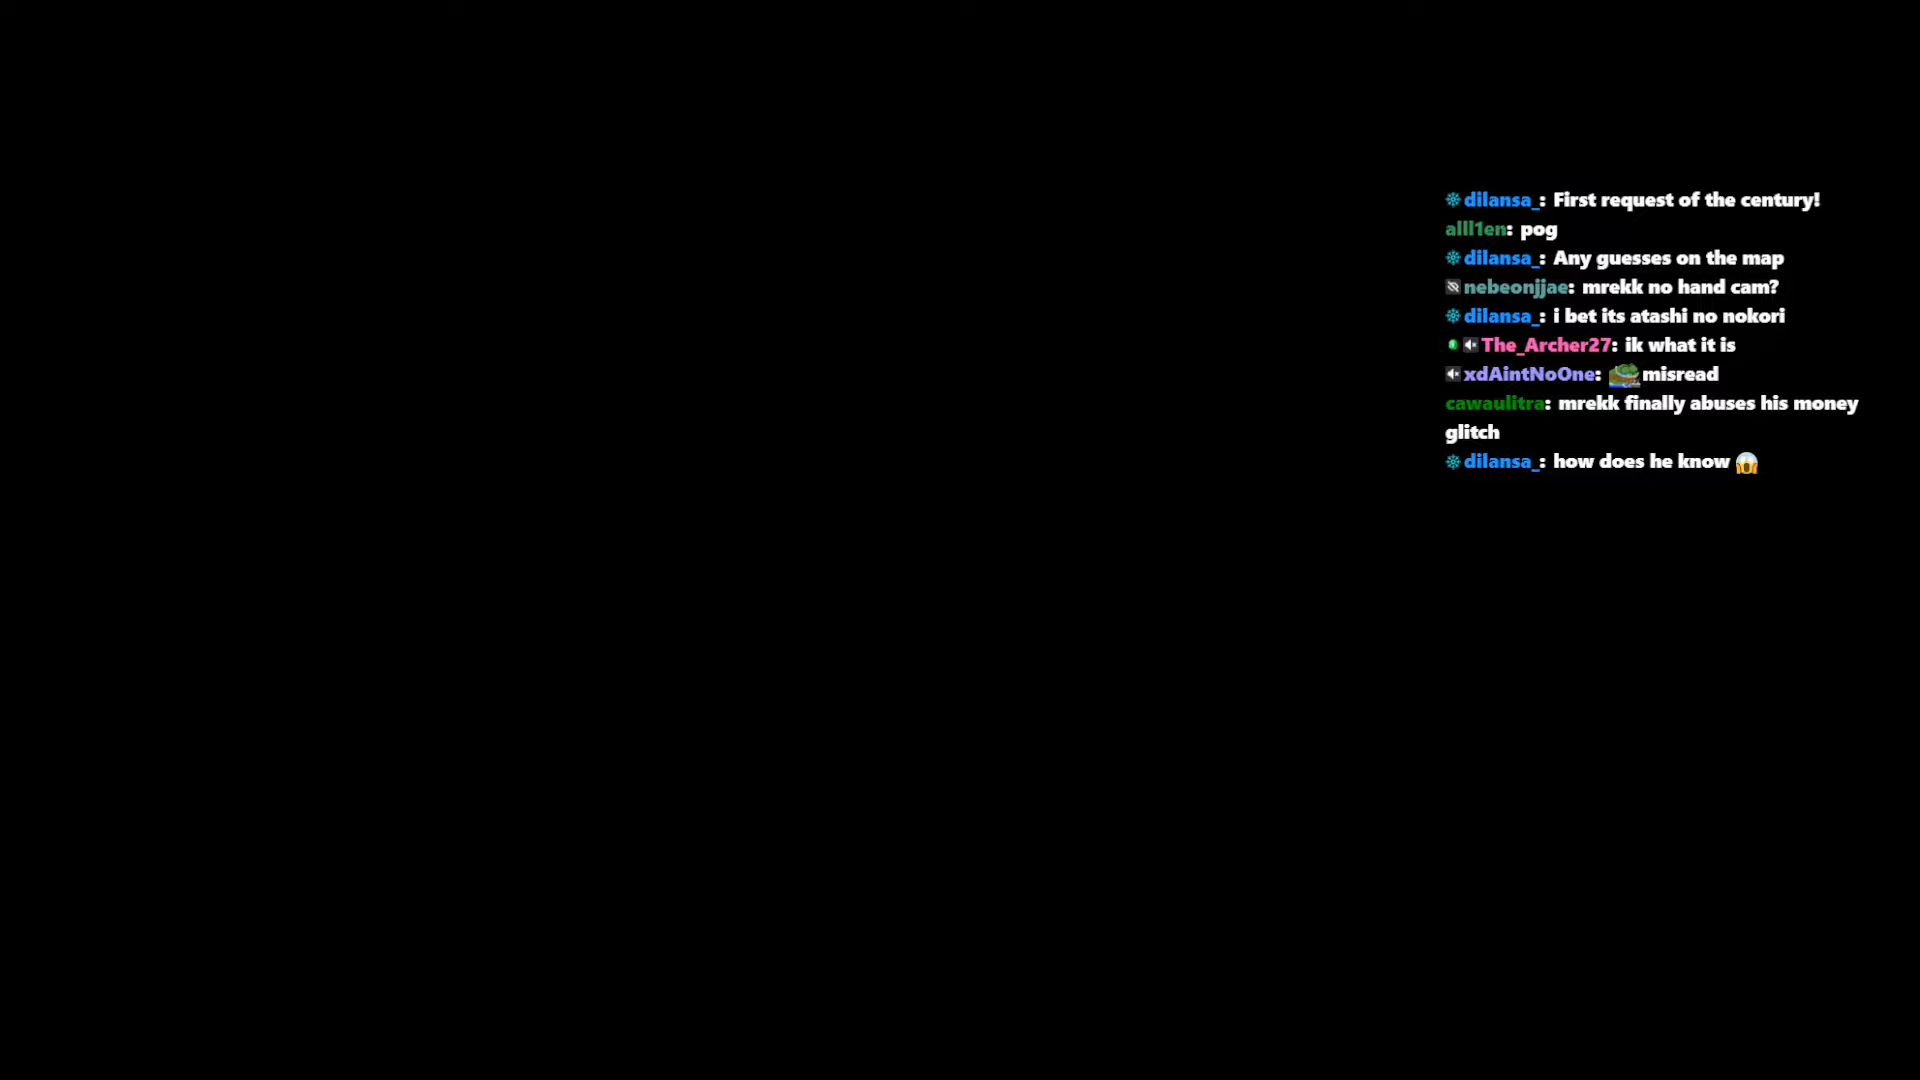 dilansa_: First request of the century!
alll1en: pog
dilansa_: Any guesses on the map
nebeonjjae: mrekk no hand cam?
dilansa_: i bet its atashi no nokori
The_Archer27: ik what it is
xdAintNoOne: misread
cawaulitra: mrekk finally abuses his money
glitch
dilansa_: how does he know 😱